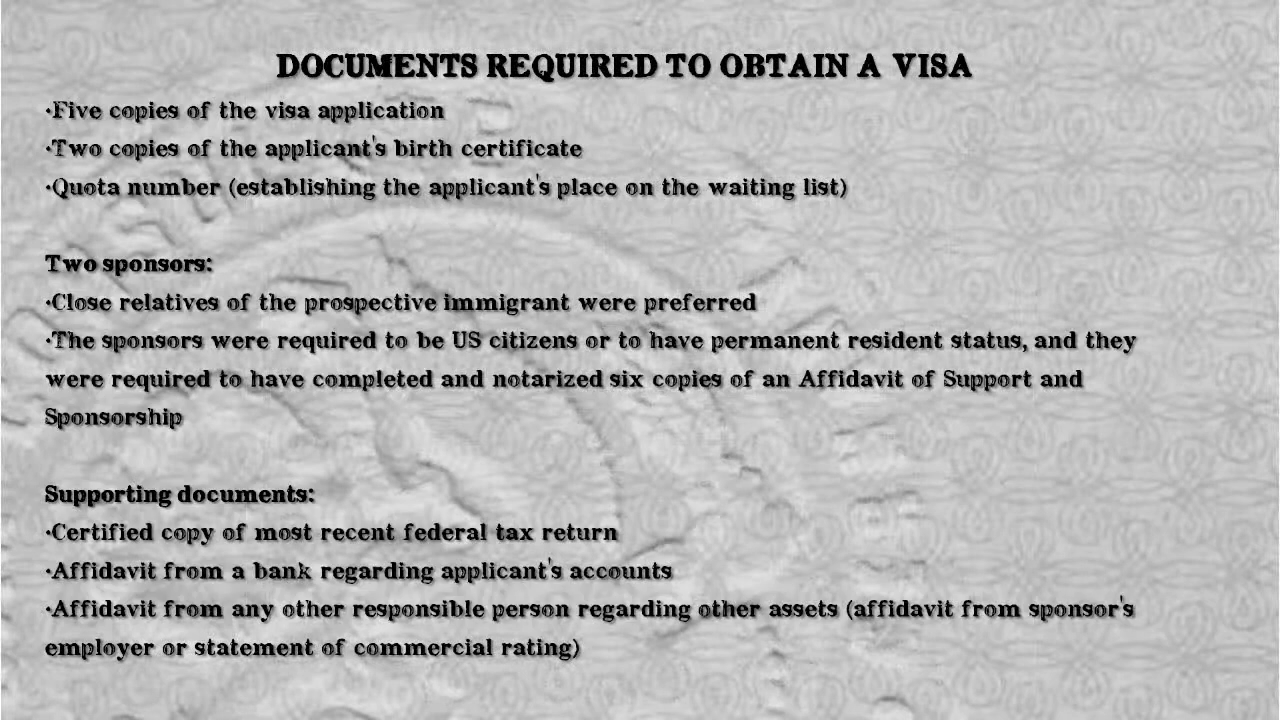 DOCUMENTS REQUIRED TO OBTAIN A VISA
·Five copies of the visa application
·Two copies of the applicant's birth certificate
·Quota number (establishing the applicant's place on the waiting list)
Two sponsors:
·Close relatives of the prospective immigrant were preferred
·The sponsors were required to be US citizens or to have permanent resident status, and they
were required to have completed and notarized six copies of an Affidavit of Support and
Sponsorship
Supporting documents:
·Certified copy of most recent federal tax return
·Affidavit from a bank regarding applicant's accounts
·Affidavit from any other responsible person regarding other assets (affidavit from sponsor's
employer or statement of commercial rating)